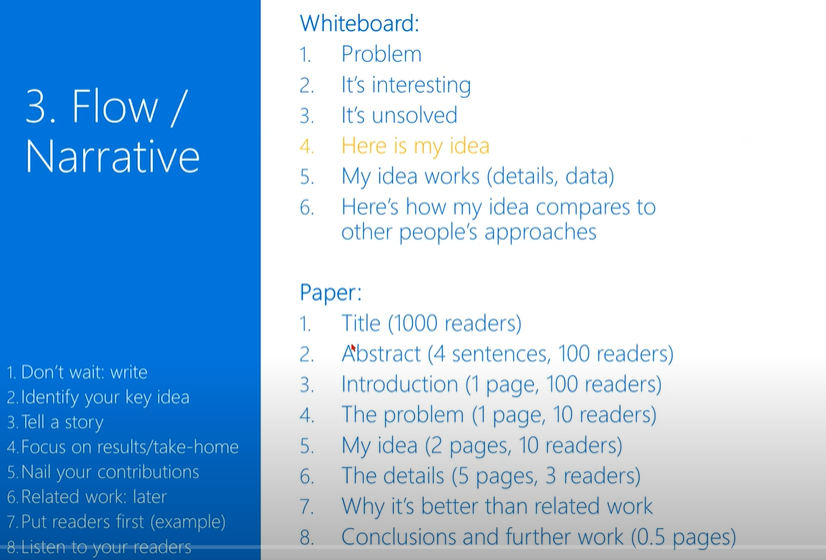 3. Flow /
Narrative
1. Don't wait: write
2. Identify your key idea
3. Tell a story
4. Focus on results/take-home
5. Nail your contributions
6. Related work: later
7. Put readers first (example)
8. Listen to your readers
Whiteboard:
1. Problem
2. It's interesting
3. It's unsolved
4. Here is my idea
5. My idea works (details, data)
6. Here's how my idea compares to
other people's approaches
Paper:
1. Title (1000 readers)
2. Abstract (4 sentences, 100 readers)
3. Introduction (1 page, 100 readers)
4. The problem (1 page, 10 readers)
5. My idea (2 pages, 10 readers)
6. The details (5 pages, 3 readers)
7. Why it's better than related work
8. Conclusions and further work (0.5 pages)